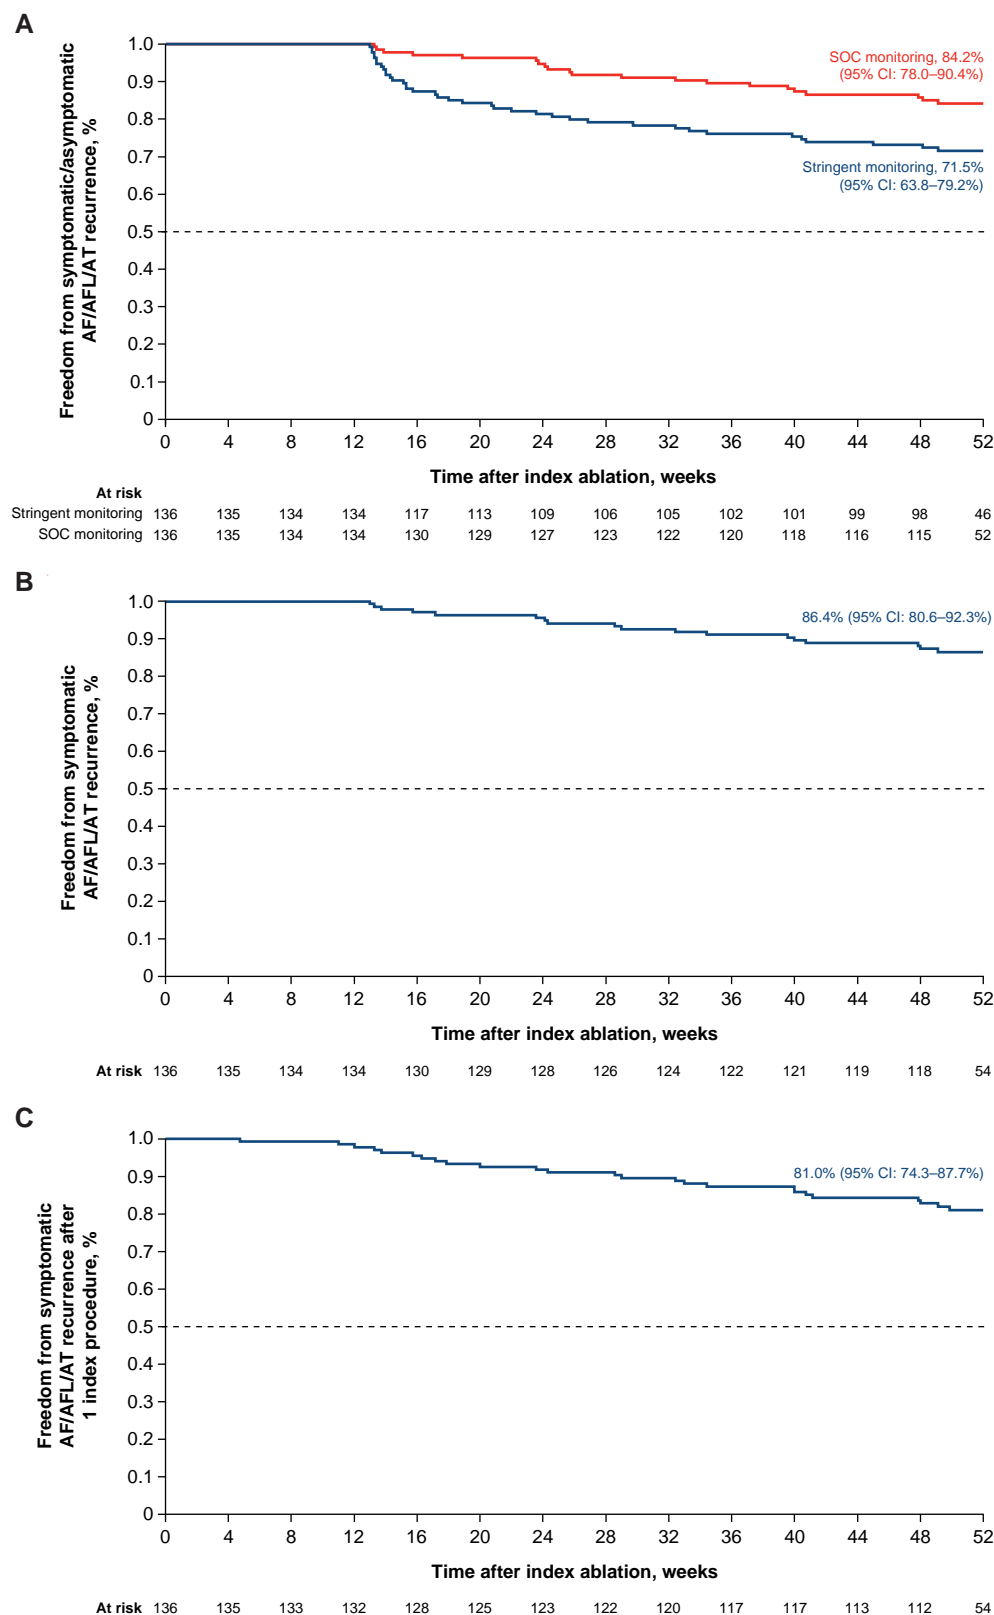 A
Freedom from symptomatic/asymptomatic
AF/AFL/AT recurrence, %
1.0
0.9
0.8
0.7
0.6
0.5
0.4
0.3
0.2
0.1
0
SOC monitoring, 84.2%
(95% CI: 78.0–90.4%)
Stringent monitoring, 71.5%
(95% CI: 63.8–79.2%)
0 4 8 12 16 20 24 28 32 36 40 44 48 52
Time after index ablation, weeks
At risk
Stringent monitoring 136 135 134 134 117 113 109 106 105 102 101 99 98 46
SOC monitoring 136 135 134 134 130 129 127 123 122 120 118 116 115 52
B
Freedom from symptomatic
AF/AFL/AT recurrence, %
1.0
0.9
0.8
0.7
0.6
0.5
0.4
0.3
0.2
0.1
0
86.4% (95% CI: 80.6–92.3%)
0 4 8 12 16 20 24 28 32 36 40 44 48 52
Time after index ablation, weeks
At risk 136 135 134 134 130 129 128 126 124 122 121 119 118 54
C
Freedom from symptomatic
AF/AFL/AT recurrence after
1 index procedure, %
1.0
0.9
0.8
0.7
0.6
0.5
0.4
0.3
0.2
0.1
0
81.0% (95% CI: 74.3–87.7%)
0 4 8 12 16 20 24 28 32 36 40 44 48 52
Time after index ablation, weeks
At risk 136 135 133 132 128 125 123 122 120 117 117 113 112 54